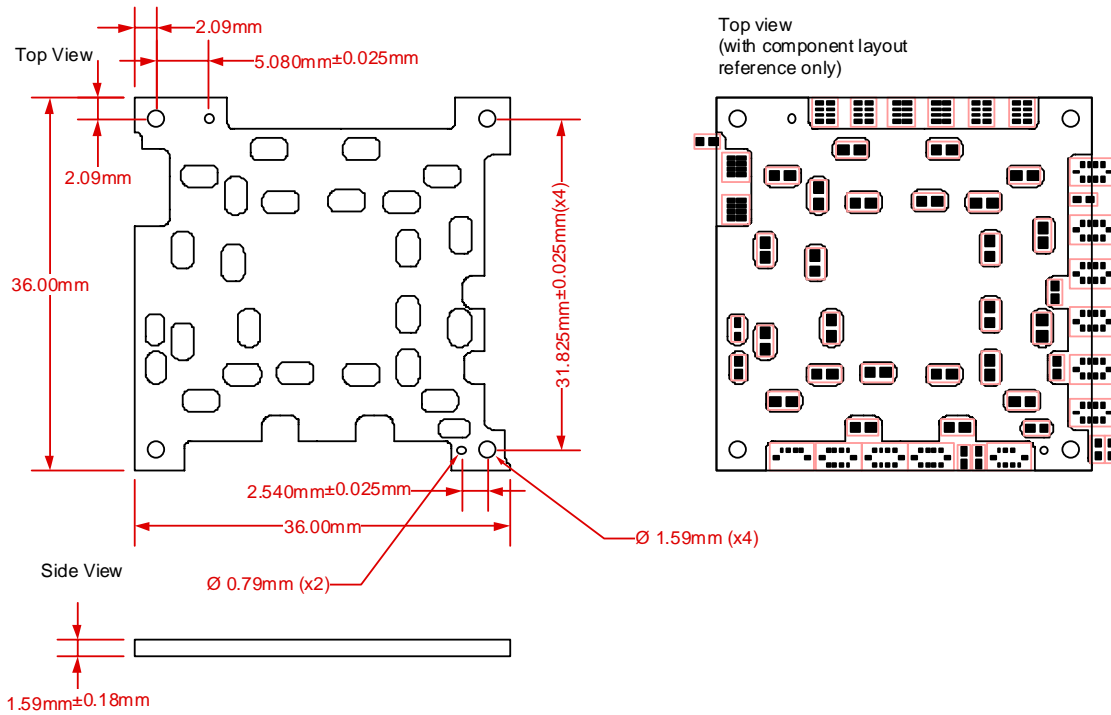 2.09mm
Top View
5.080mm±0.025mm
2.09mm
36.00mm
31.825mm±0.025mm(x4)
2.540mm±0.025mm
36.00mm
Ø 1.59mm (x4)
Ø 0.79mm (x2)
Side View
1.59mm±0.18mm
Top view
(with component layout
reference only)